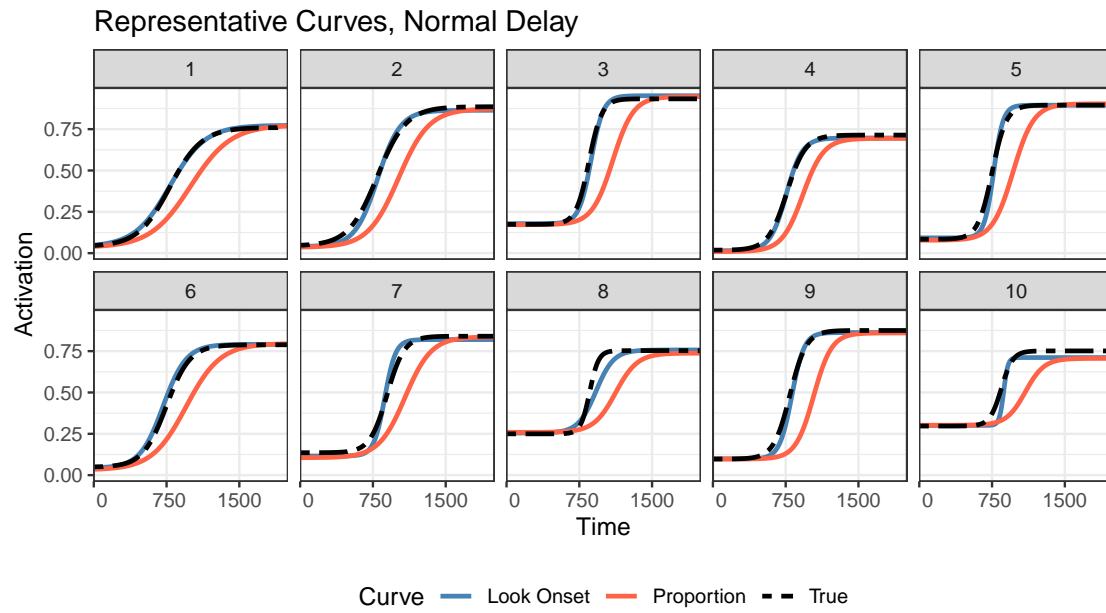 Representative Curves, Normal Delay
1 2 3 4 5
0.75
0.50
0.25
0.00
6 7 8 9 10
0.75
0.50
0.25
0.00
0 750 1500 0 750 1500 0 750 1500 0 750 1500 0 750 1500
Activation
Time
Curve Look Onset Proportion True